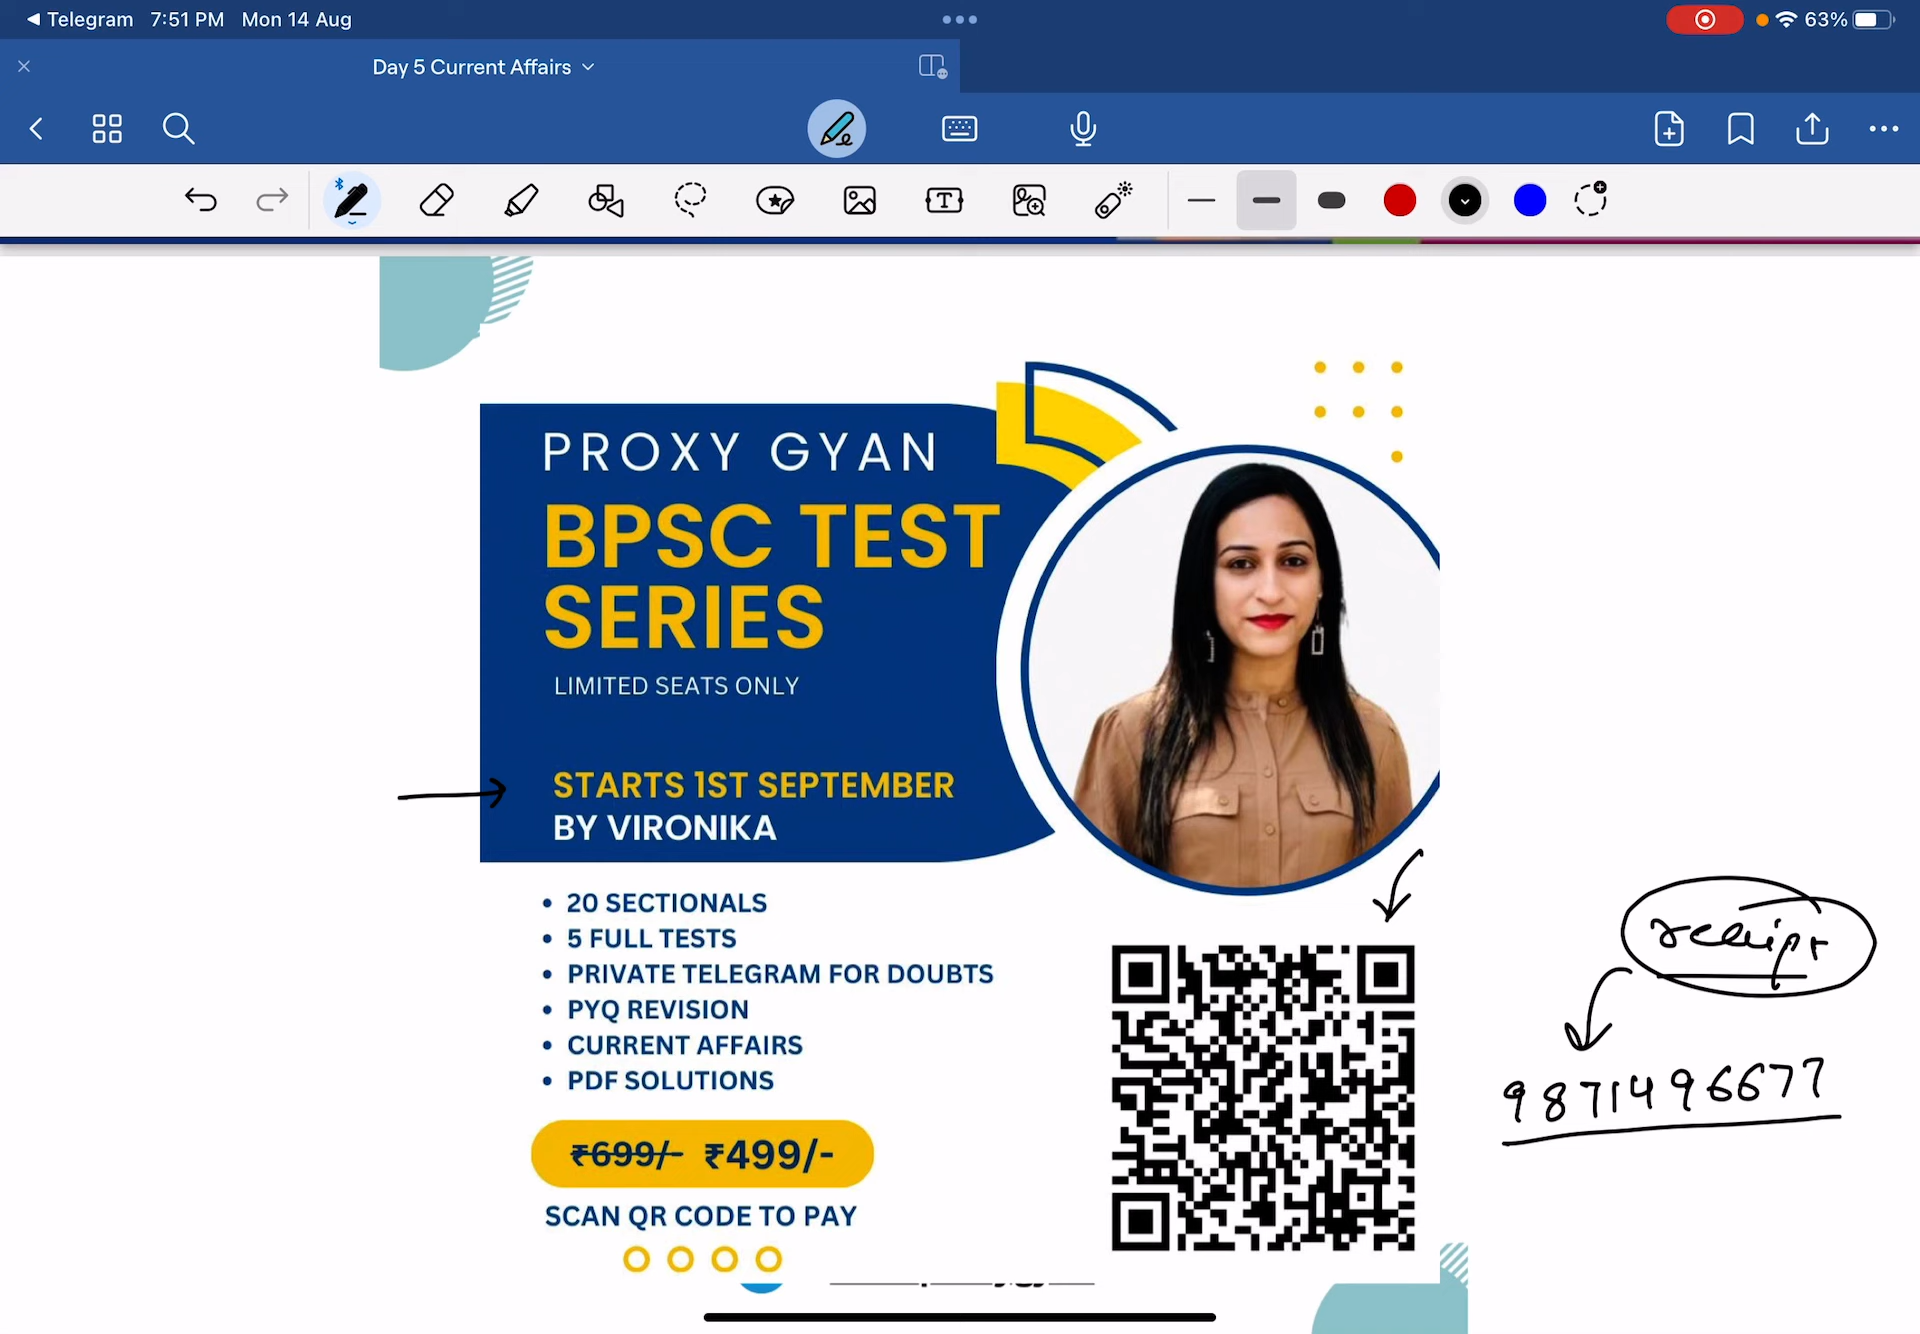 Telegram 7:51 PM Mon 14 Aug
63%
Day 5 Current Affairs
PROXY GYAN
BPSC TEST
SERIES
LIMITED SEATS ONLY
STARTS 1ST SEPTEMBER
BY VIRONIKA
• 20 SECTIONALS
• 5 FULL TESTS
• PRIVATE TELEGRAM FOR DOUBTS
• PYQ REVISION
• CURRENT AFFAIRS
• PDF SOLUTIONS
₹699/- ₹499/-
SCAN QR CODE TO PAY
receipt
9871496677